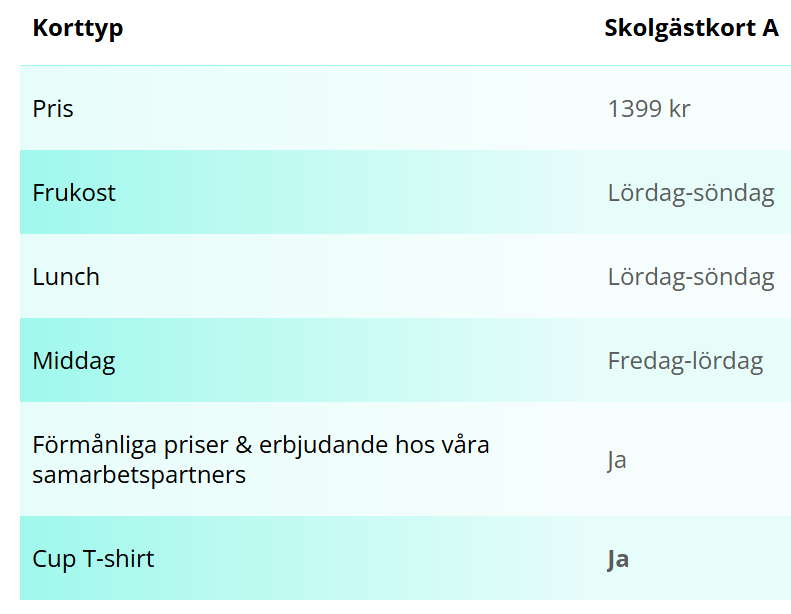 Korttyp Skolgästkort A
Pris 1399 kr
Frukost Lördag-söndag
Lunch Lördag-söndag
Middag Fredag-lördag
Förmånliga priser & erbjudande hos våra
samarbetspartners
Ja
Cup T-shirt Ja